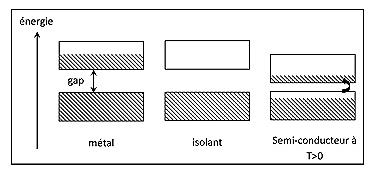 énergie
gap
métal
isolant
Semi-conducteur à
T>0